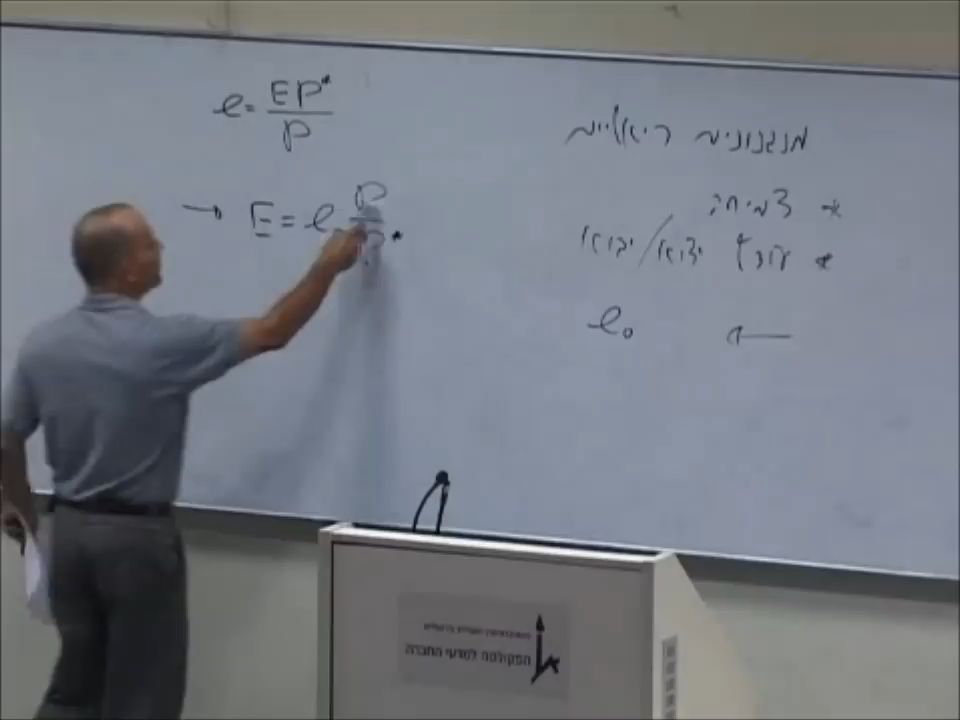 e = EP* / P
→ E = e P / P*
מנגנונים ריאליים
* צמיחה
* עודף יצוא/יבוא
← e₀
האוניברסיטה העברית בירושלים
הפקולטה למדעי החברה